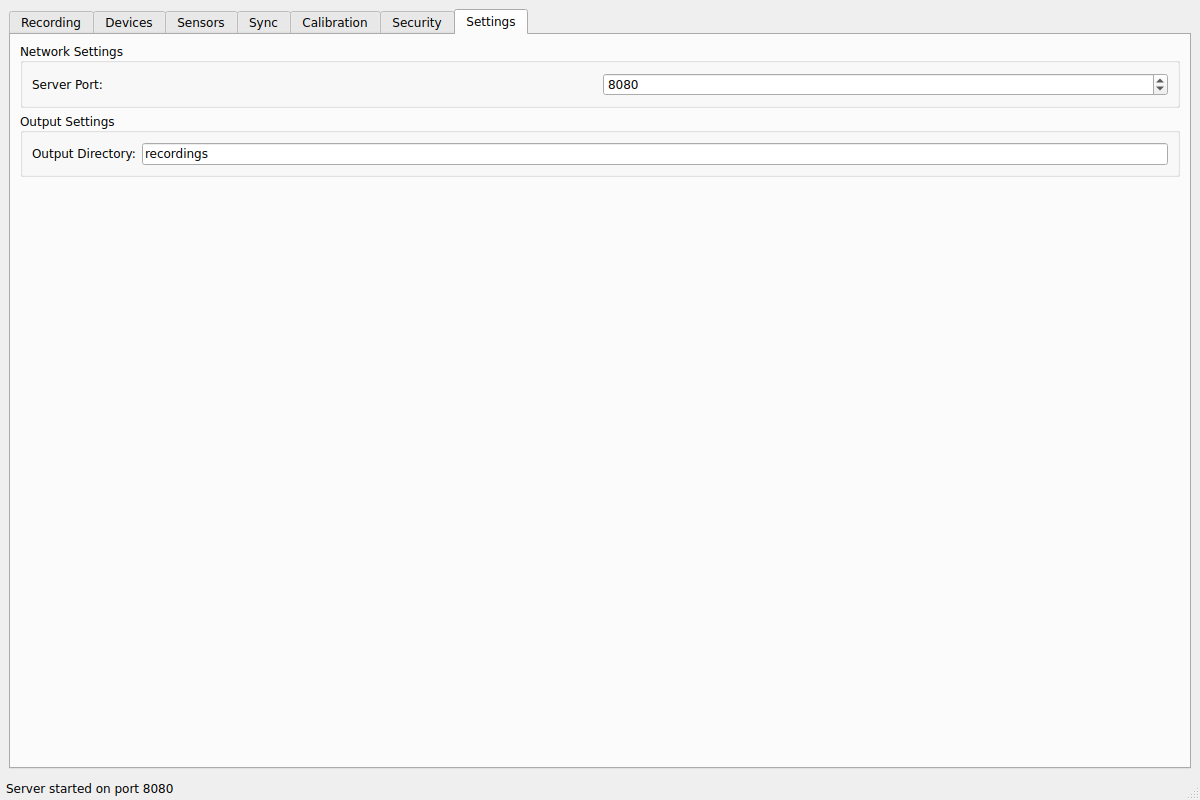 Recording Devices Sensors Sync Calibration Security Settings
Network Settings
Server Port: 8080
Output Settings
Output Directory: recordings
Server started on port 8080